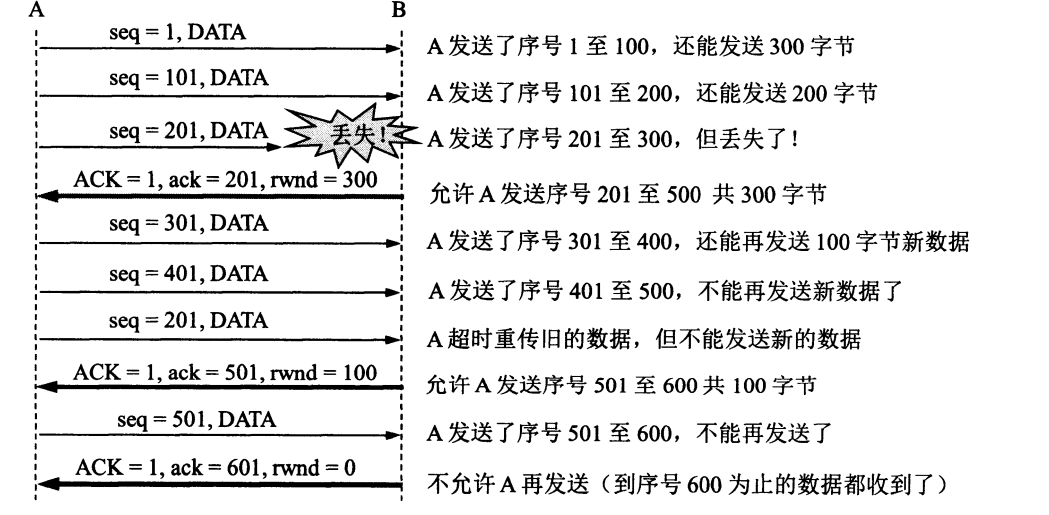 A B
seq = 1, DATA A 发送了序号 1 至 100，还能发送 300 字节
seq = 101, DATA A 发送了序号 101 至 200，还能发送 200 字节
seq = 201, DATA 丢失! A 发送了序号 201 至 300，但丢失了！
ACK = 1, ack = 201, rwnd = 300 允许 A 发送序号 201 至 500 共 300 字节
seq = 301, DATA A 发送了序号 301 至 400，还能再发送 100 字节新数据
seq = 401, DATA A 发送了序号 401 至 500，不能再发送新数据了
seq = 201, DATA A 超时重传旧的数据，但不能发送新的数据
ACK = 1, ack = 501, rwnd = 100 允许 A 发送序号 501 至 600 共 100 字节
seq = 501, DATA A 发送了序号 501 至 600，不能再发送了
ACK = 1, ack = 601, rwnd = 0 不允许 A 再发送（到序号 600 为止的数据都收到了）